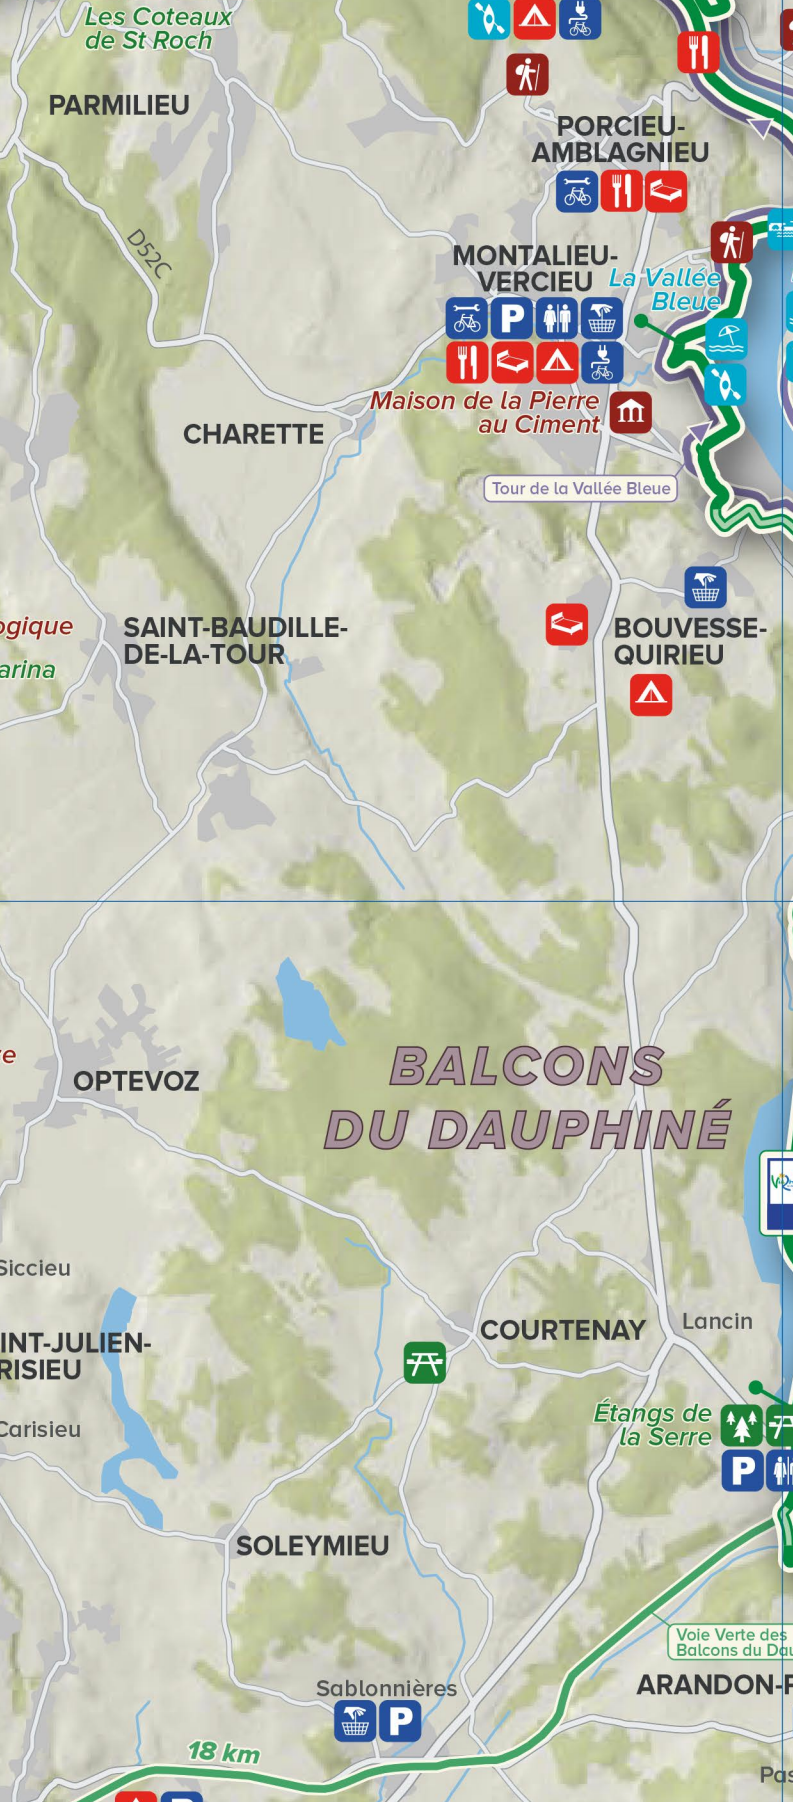 Les Coteaux
de St Roch
PARMILIEU
PORCIEU-
AMBLAGNIEU
D52C
MONTALIEU-
VERCIEU
La Vallée
Bleue
P
Maison de la Pierre
au Ciment
CHARETTE
Tour de la Vallée Bleue
ogique
arina
SAINT-BAUDILLE-
DE-LA-TOUR
BOUVESSE-
QUIRIEU
BALCONS
DU DAUPHINÉ
re
OPTEVOZ
Siccieu
INT-JULIEN-
RISIEU
COURTENAY
Lancin
Carisieu
Étangs de
la Serre
P
SOLEYMIEU
Voie Verte des
Balcons du Dau
Sablonnières
P
ARANDON-P
18 km
Pas